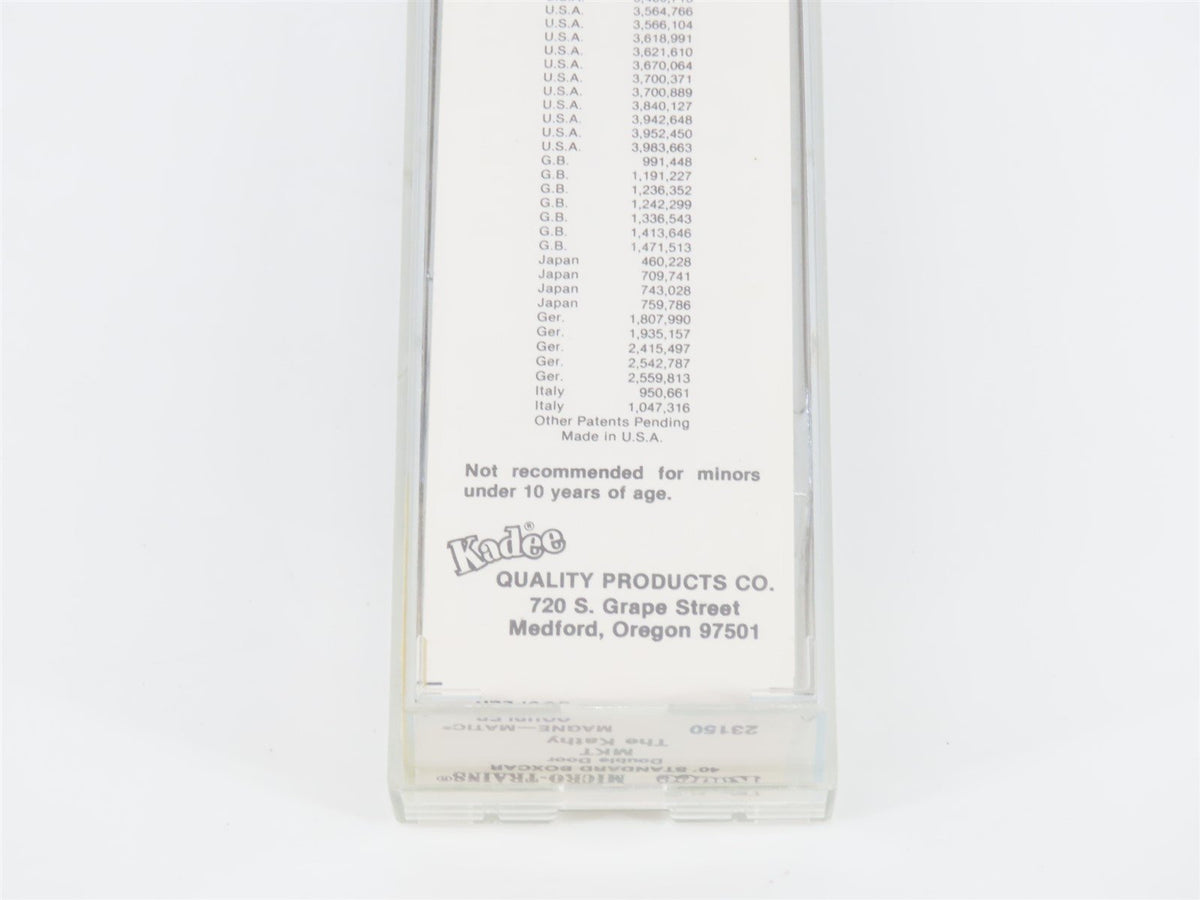 U.S.A. 3,564,766
U.S.A. 3,566,104
U.S.A. 3,618,991
U.S.A. 3,621,610
U.S.A. 3,670,064
U.S.A. 3,700,371
U.S.A. 3,700,889
U.S.A. 3,840,127
U.S.A. 3,942,648
U.S.A. 3,952,450
U.S.A. 3,983,663
G.B. 991,448
G.B. 1,191,227
G.B. 1,236,352
G.B. 1,242,299
G.B. 1,336,543
G.B. 1,413,646
G.B. 1,471,513
Japan 460,228
Japan 709,741
Japan 743,028
Japan 759,786
Ger. 1,807,990
Ger. 1,935,157
Ger. 2,415,497
Ger. 2,542,787
Ger. 2,559,813
Italy 950,661
Italy 1,047,316
Other Patents Pending
Made in U.S.A.
Not recommended for minors
under 10 years of age.
Kadee®
QUALITY PRODUCTS CO.
720 S. Grape Street
Medford, Oregon 97501
MICRO-TRAINS®
40' STANDARD BOXCAR
Double Door
MKT
The Kathy
23150 MAGNE—MATIC®
COUPLER